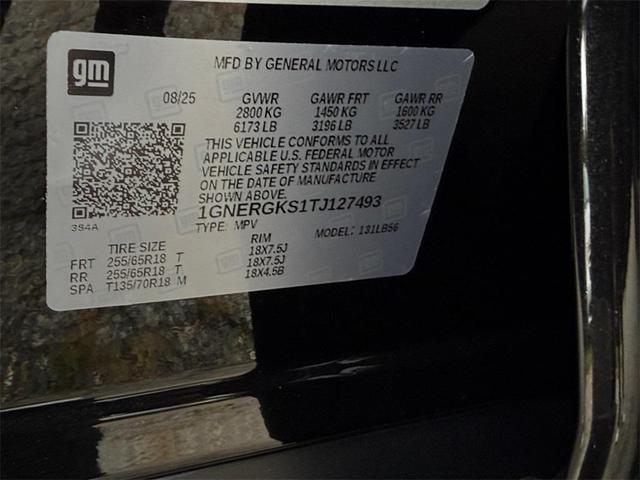 gm
MFD BY GENERAL MOTORS LLC
08/25 GVWR GAWR FRT GAWR RR
2800 KG 1450 KG 1600 KG
6173 LB 3196 LB 3527 LB
THIS VEHICLE CONFORMS TO ALL
APPLICABLE U.S. FEDERAL MOTOR
VEHICLE SAFETY STANDARDS IN EFFECT
ON THE DATE OF MANUFACTURE
SHOWN ABOVE.
3S4A
1GNERGKS1TJ127493
TYPE: MPV MODEL: 131LB56
TIRE SIZE RIM
FRT 255/65R18 T 18X7.5J
RR 255/65R18 T 18X7.5J
SPA T135/70R18 M 18X4.5B